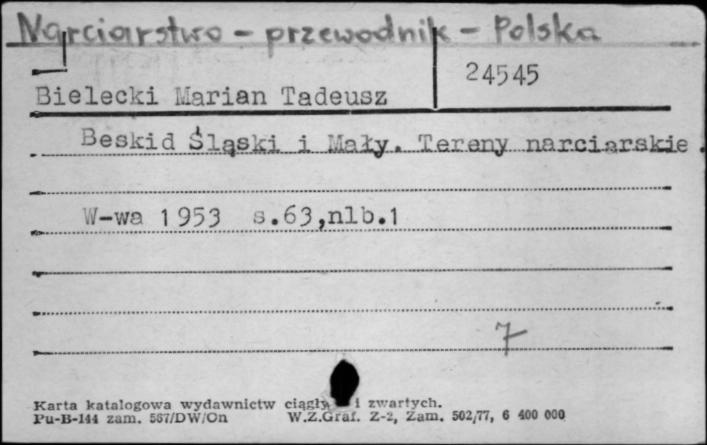 Narciarstwo - przewodnik - Polska
24545
Bielecki Marian Tadeusz
Beskid Śląski i Mały. Tereny narciarskie.
W-wa 1953 s.63,nlb.1
7
Karta katalogowa wydawnictw i zwartych.
Pu-B-144 zam. 567/DW/On W.Z.Graf. Z-2, Zam. 502/77, 6 400 000